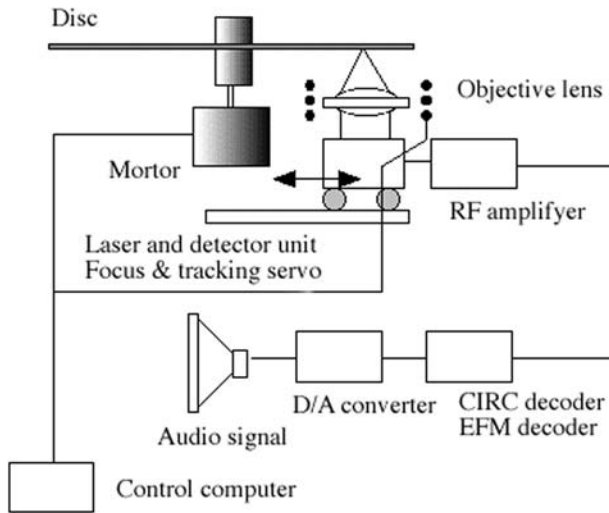 Disc
Objective lens
Mortor
RF amplifyer
Laser and detector unit
Focus & tracking servo
D/A converter
CIRC decoder
EFM decoder
Audio signal
Control computer